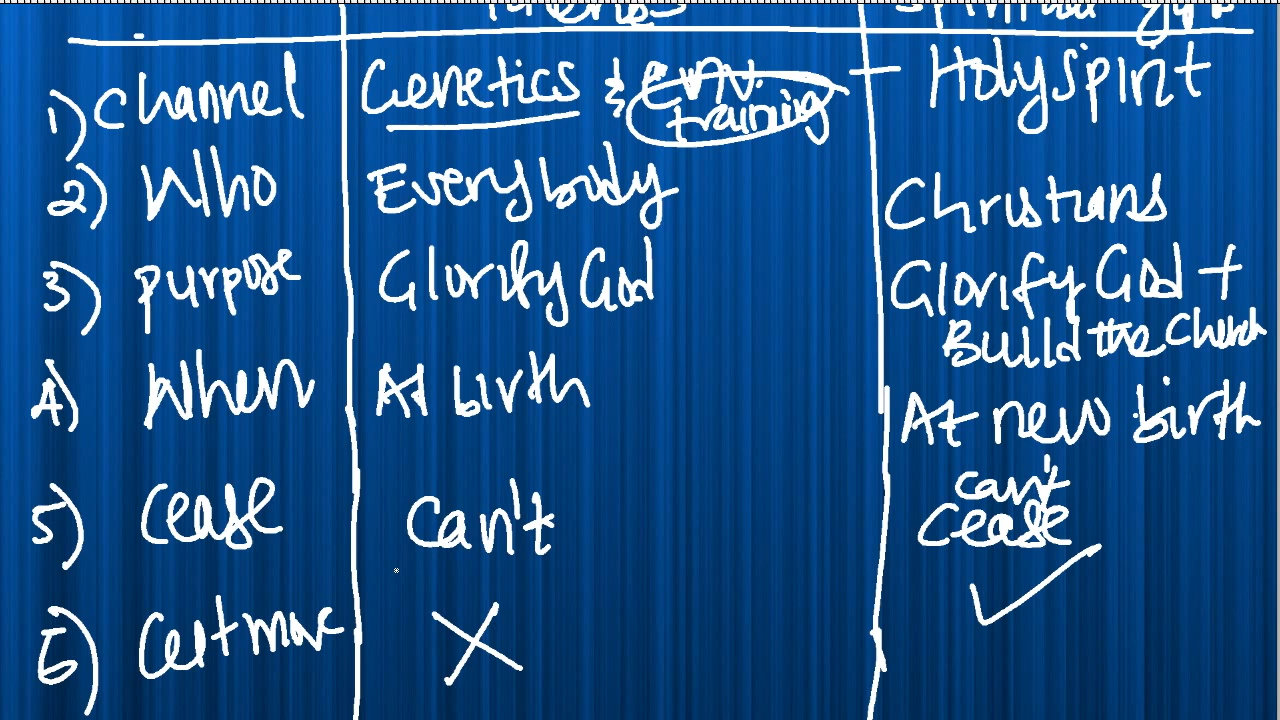 1) Channel Genetics & env. training — Holy Spirit
2) Who Everybody Christians
3) purpose Glorify God Glorify God + Build the Church
4) When At birth At new birth
5) cease Can't can't cease
6)